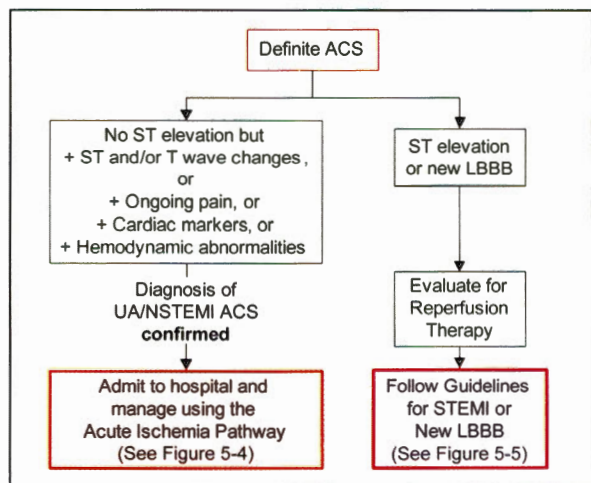 Definite ACS
No ST elevation but
+ ST and/or T wave changes,
or
+ Ongoing pain, or
+ Cardiac markers, or
+ Hemodynamic abnormalities
Diagnosis of
UA/NSTEMI ACS
confirmed
Admit to hospital and
manage using the
Acute Ischemia Pathway
(See Figure 5-4)
ST elevation
or new LBBB
Evaluate for
Reperfusion
Therapy
Follow Guidelines
for STEMI or
New LBBB
(See Figure 5-5)